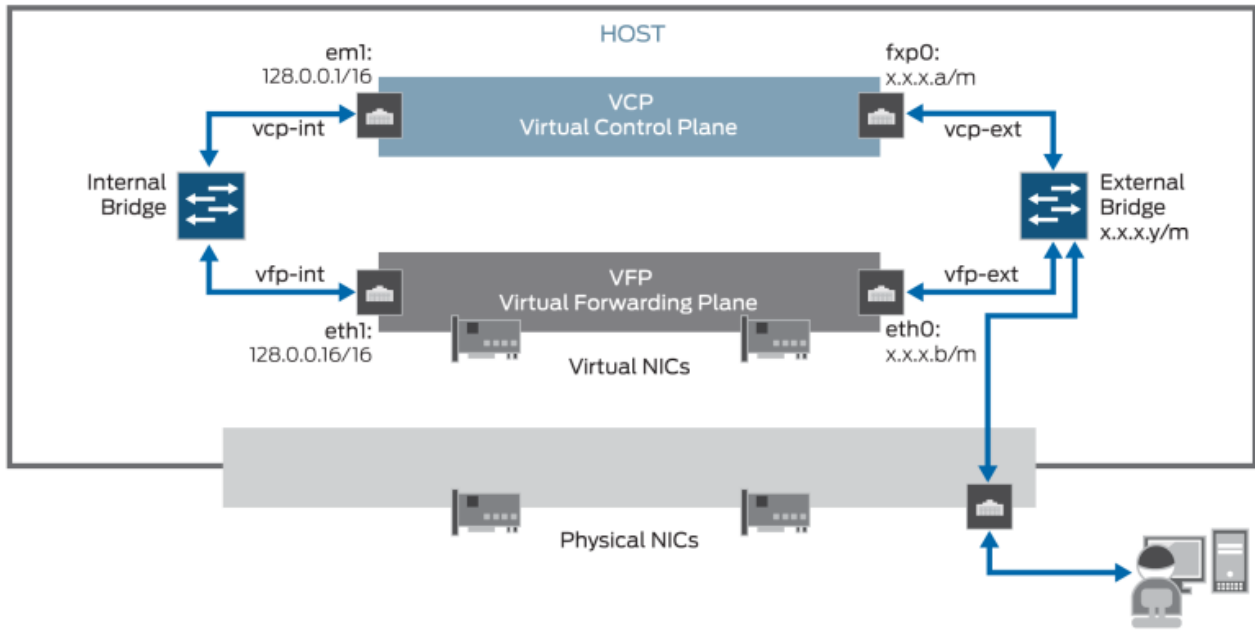 HOST
em1:
128.0.0.1/16
fxp0:
x.x.x.a/m
VCP
Virtual Control Plane
vcp-int
vcp-ext
Internal
Bridge
External
Bridge
x.x.x.y/m
vfp-int
VFP
Virtual Forwarding Plane
vfp-ext
eth1:
128.0.0.16/16
eth0:
x.x.x.b/m
Virtual NICs
Physical NICs